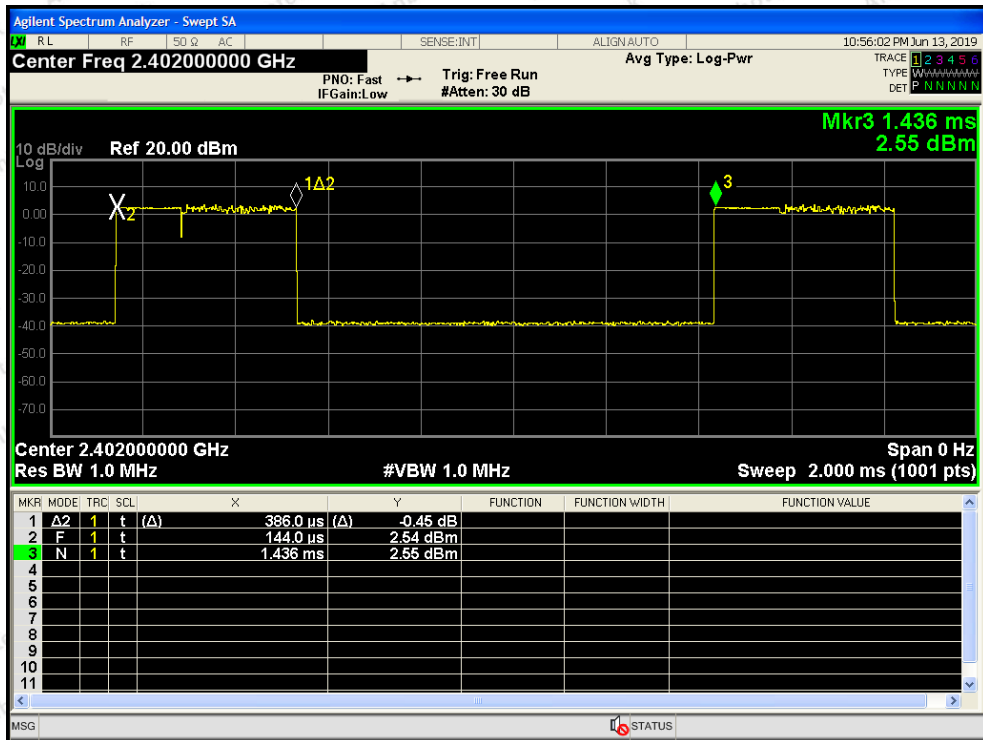 Agilent Spectrum Analyzer - Swept SA
LXI RL RF 50 Ω AC SENSE:INT ALIGNAUTO 10:56:02 PM Jun 13, 2019
Center Freq 2.402000000 GHz Avg Type: Log-Pwr TRACE 1 2 3 4 5 6
PNO: Fast Trig: Free Run TYPE WWWWWW
IFGain:Low #Atten: 30 dB DET P N N N N N
Mkr3 1.436 ms
10 dB/div Ref 20.00 dBm 2.55 dBm
Log
10.0
0.00
-10.0
-20.0
-30.0
-40.0
-50.0
-60.0
-70.0
X2
1Δ2
3
Center 2.402000000 GHz Span 0 Hz
Res BW 1.0 MHz #VBW 1.0 MHz Sweep 2.000 ms (1001 pts)
MKR MODE TRC SCL X Y FUNCTION FUNCTION WIDTH FUNCTION VALUE
1 Δ2 1 t (Δ) 386.0 µs (Δ) -0.45 dB
2 F 1 t 144.0 µs 2.54 dBm
3 N 1 t 1.436 ms 2.55 dBm
4
5
6
7
8
9
10
11
MSG STATUS